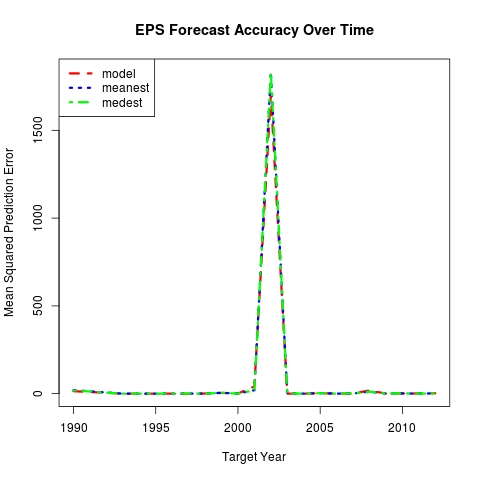 EPS Forecast Accuracy Over Time
model
meanest
medest
Mean Squared Prediction Error
1500
1000
500
0
1990 1995 2000 2005 2010
Target Year